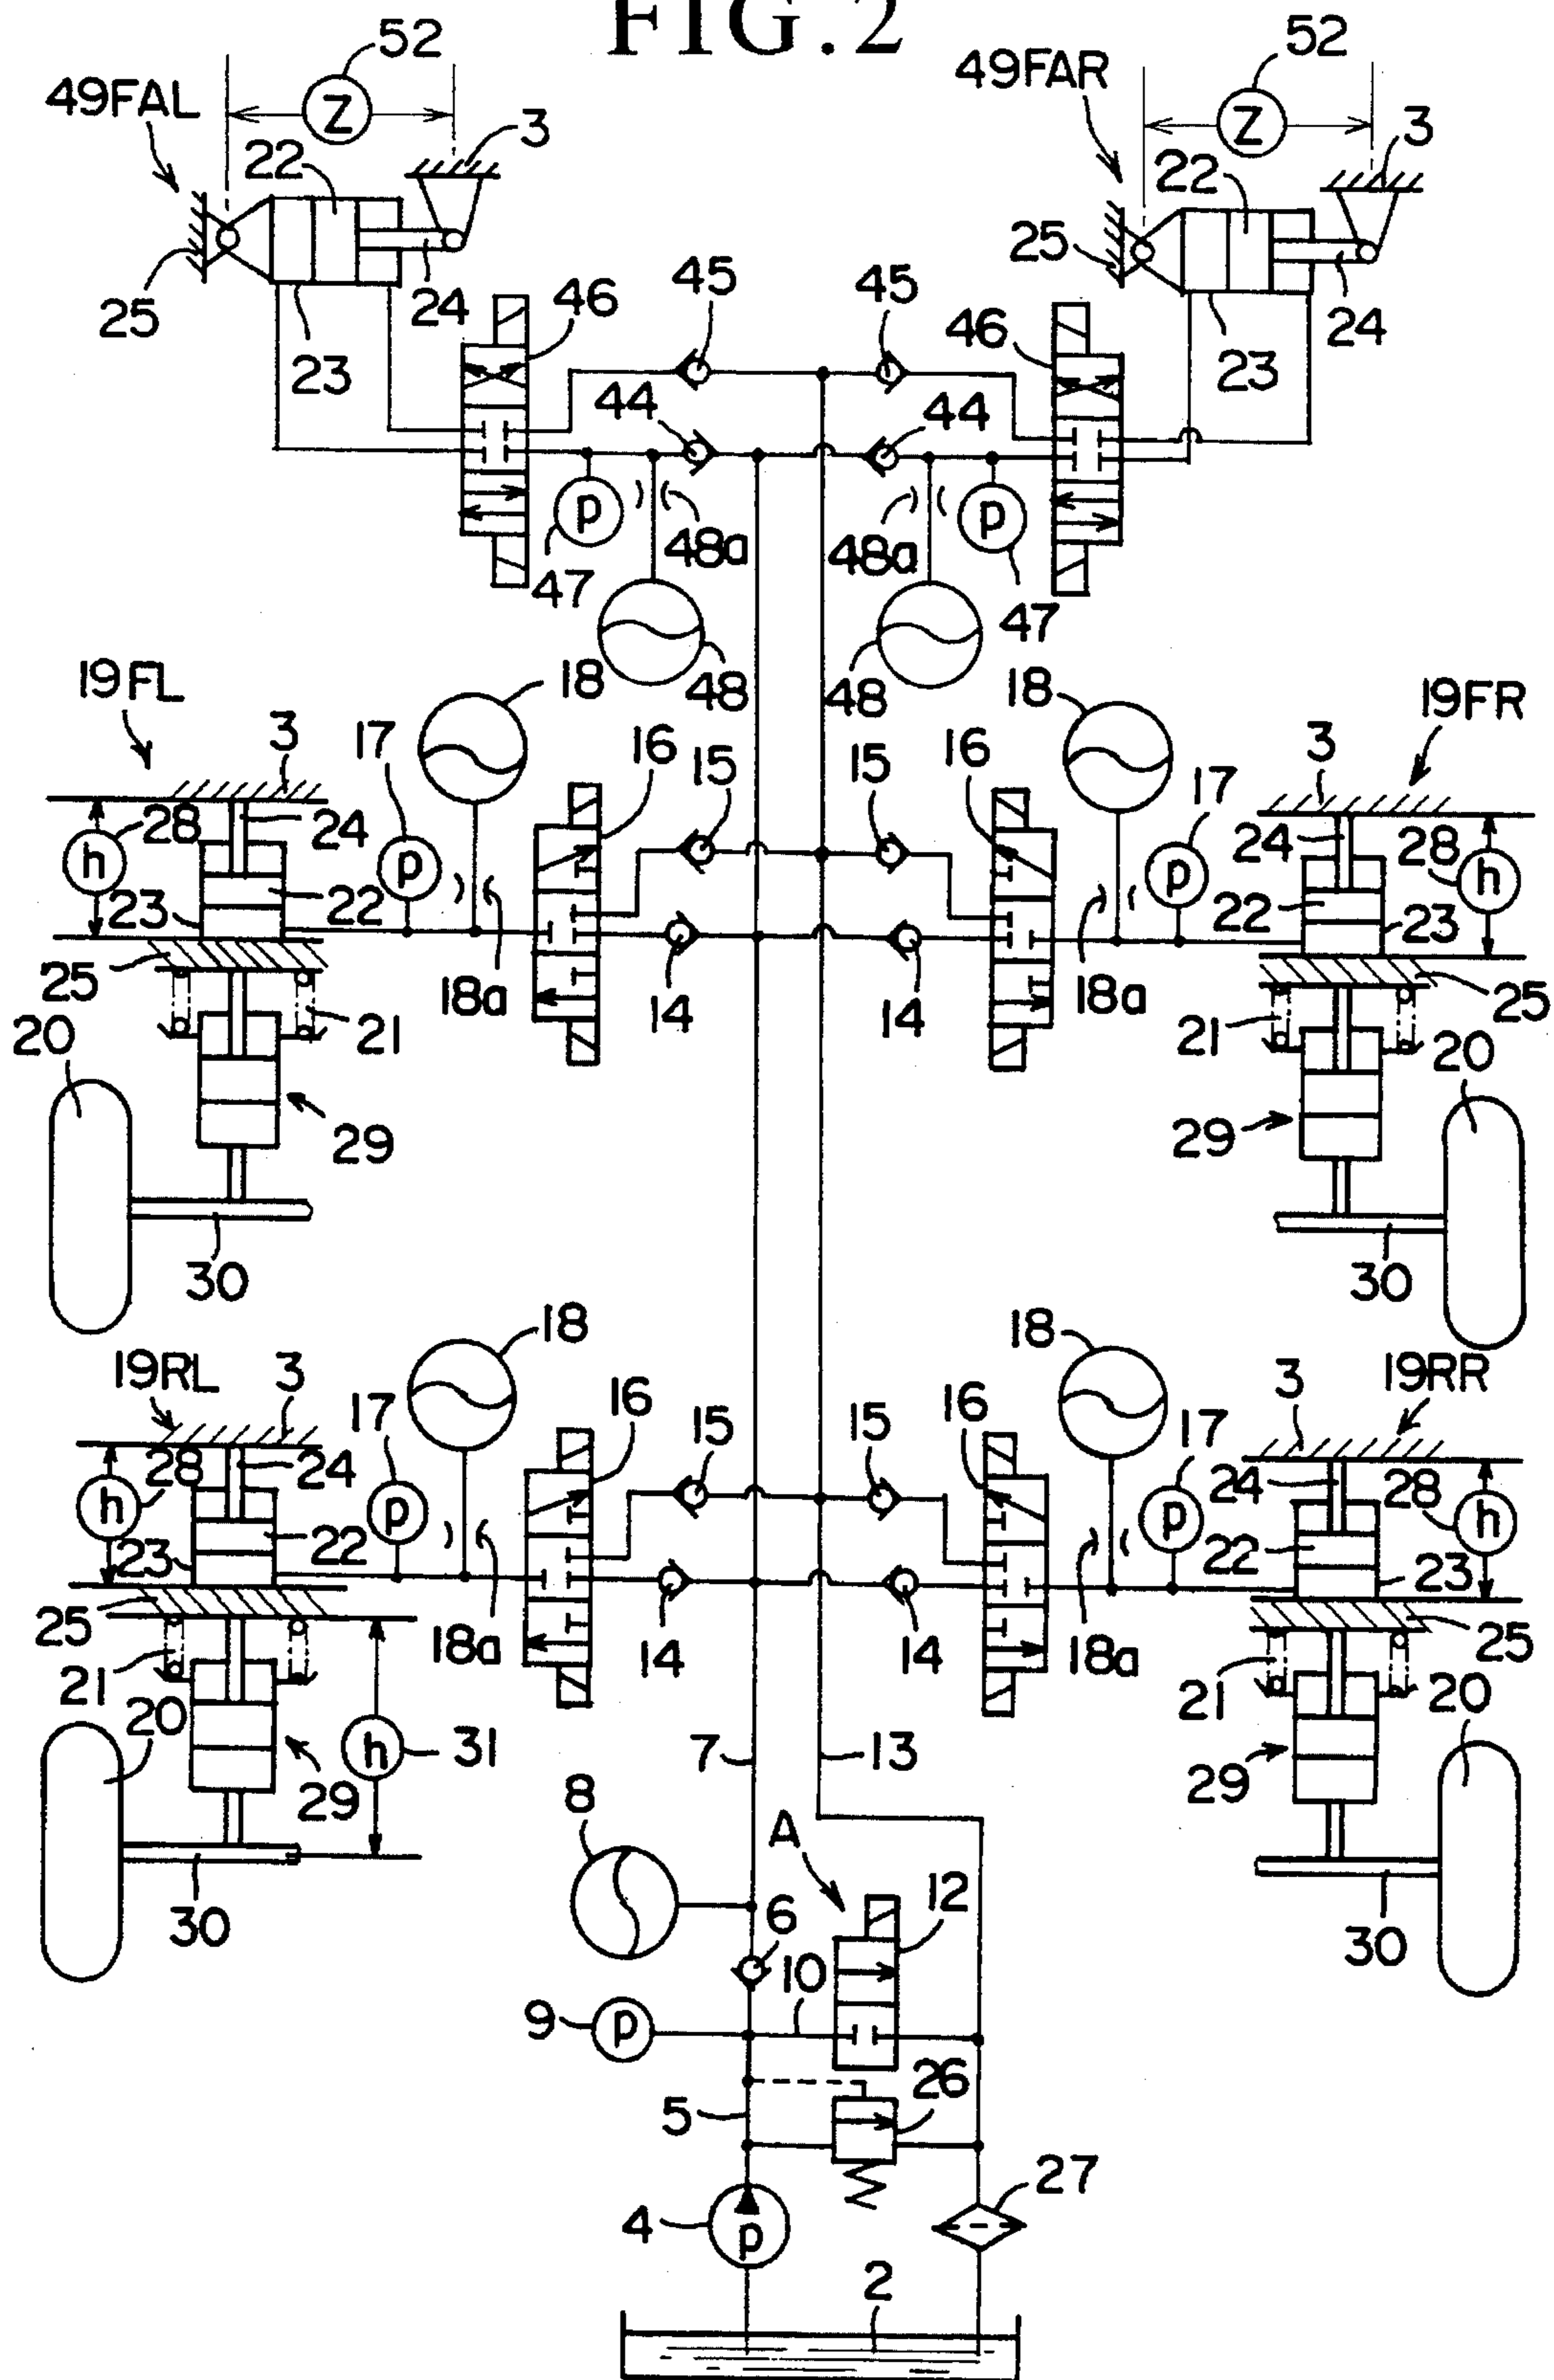 FIG. 2
52 52
49FAL 49FAR
Z Z
3 3
22 22
25 25
24 24
23 23
46 45 45 46
44 44
P P
48a 48a
47 47
48 48
19FL 18 18 19FR
3 17 16 15 15 16 17 3
28 24 24 28
h P P h
23 22 22 23
25 18a 14 14 18a 25
20 21 21 20
29 29
30 30
19RL 18 18 19RR
3 17 16 15 15 16 17 3
28 24 24 28
h P P h
23 22 22 23
25 18a 14 14 18a 25
21 21
20 20
29 h 31 7 13 29
8 A
12
30 6 30
9 P 10
26
5
27
4 P
2